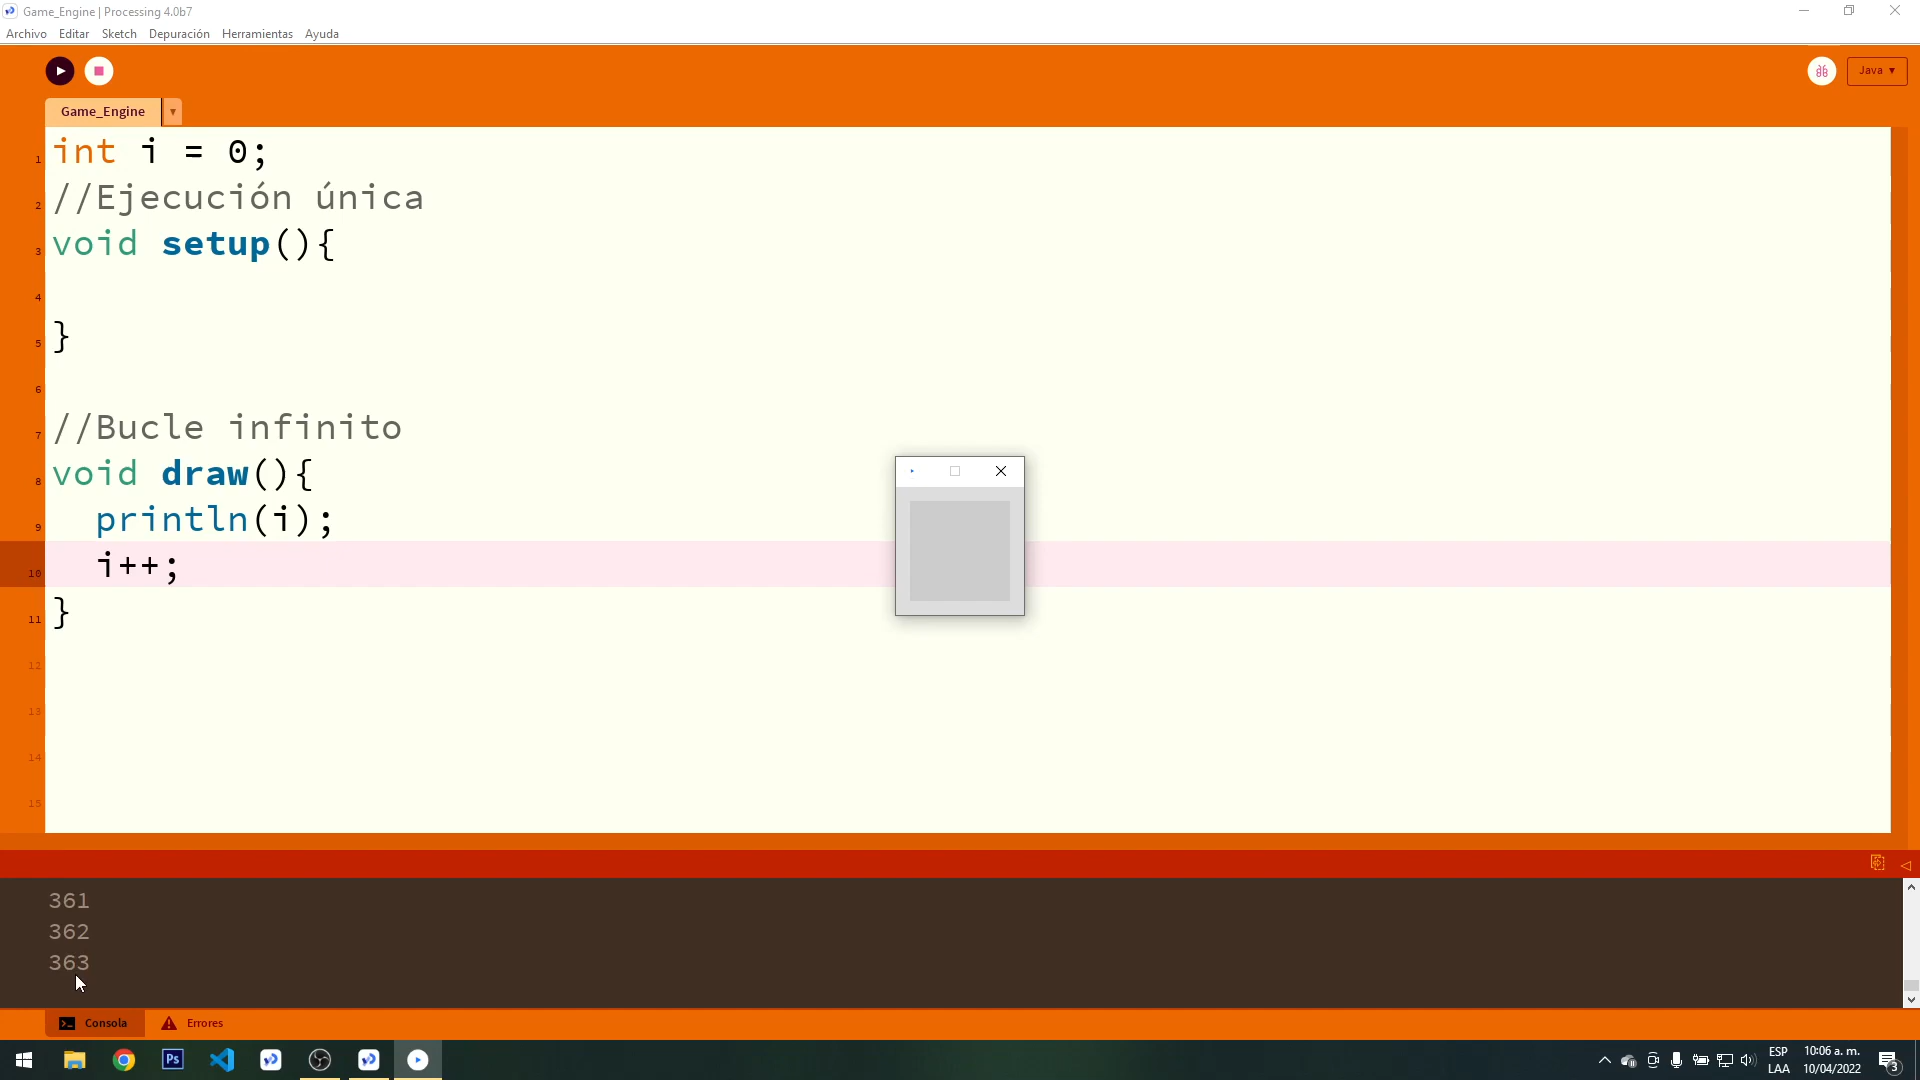 Game_Engine | Processing 4.0b7
Archivo Editar Sketch Depuración Herramientas Ayuda
Java ▾
Game_Engine ▾
1 int i = 0;
2 //Ejecución única
3 void setup(){
4
5 }
6
7 //Bucle infinito
8 void draw(){
9 println(i);
10 i++;
11 }
12
13
14
15
361
362
363
Consola Errores
Ps
ESP 10:06 a. m.
LAA 10/04/2022 3